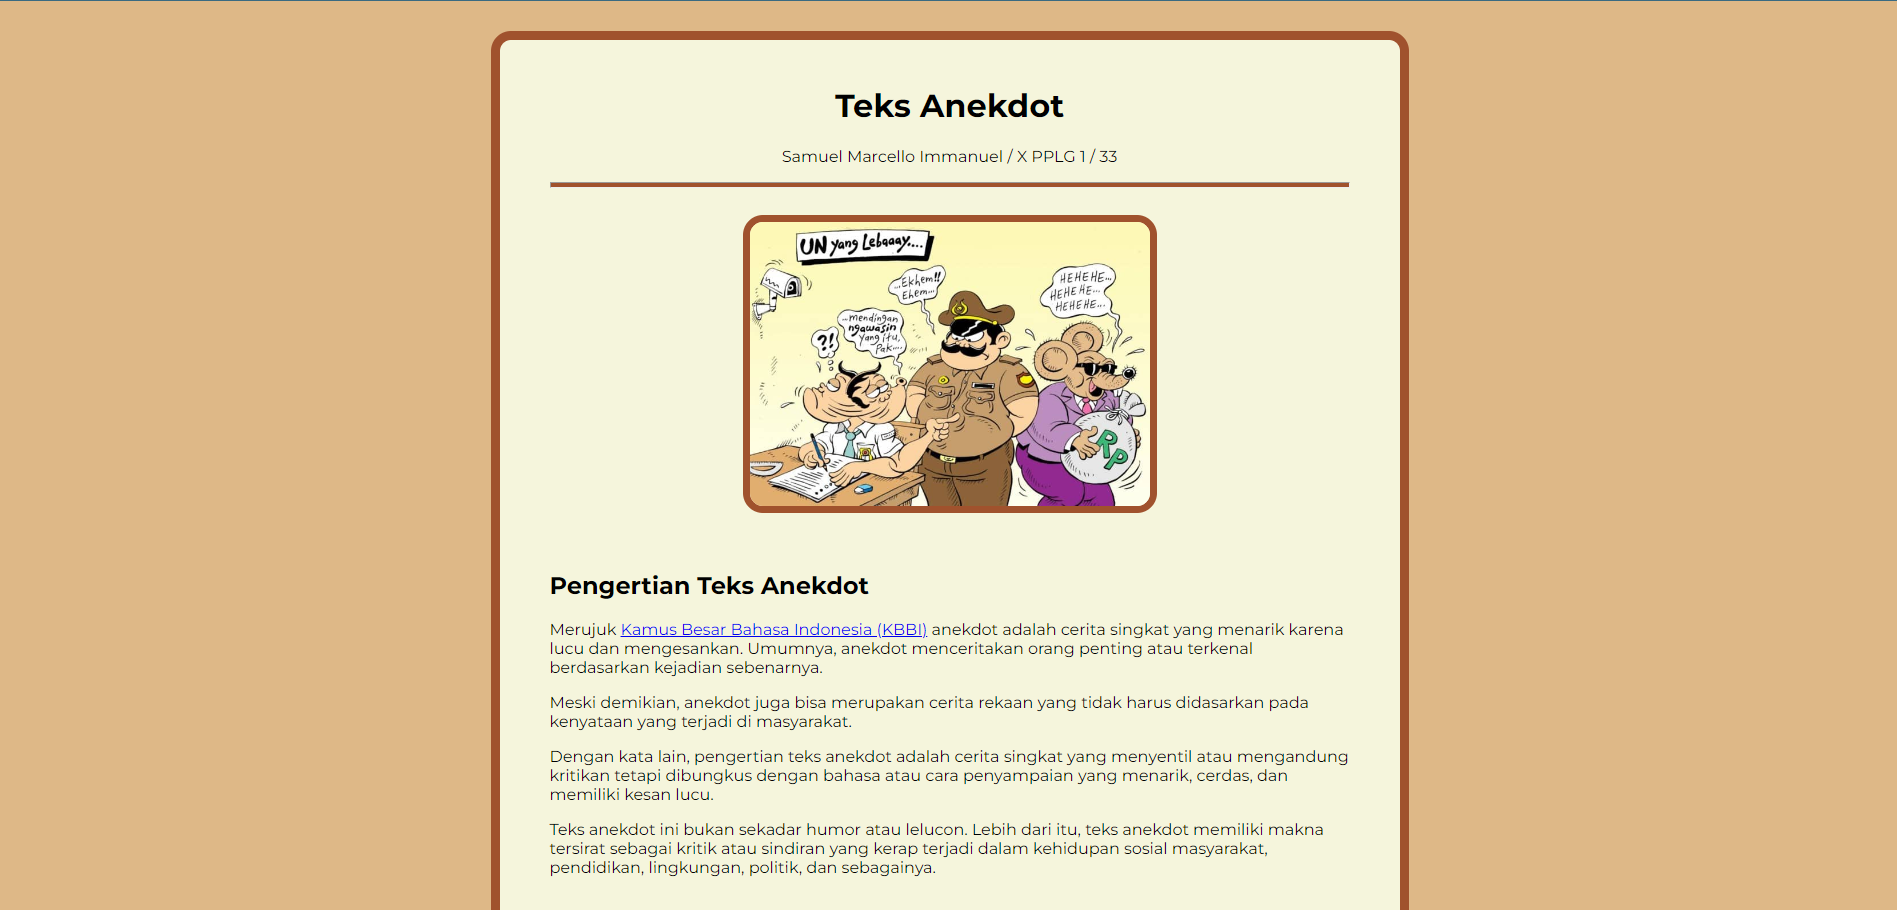 Teks Anekdot
Samuel Marcello Immanuel / X PPLG 1 / 33
UN yang Lebaaay....
...Ekhem!!
Ehem...
HEHEHE...
HEHEHE...
HEHEHE...
...mendingan
ngawasin
yang itu,
Pak....
?!
RP
Pengertian Teks Anekdot
Merujuk Kamus Besar Bahasa Indonesia (KBBI) anekdot adalah cerita singkat yang menarik karena
lucu dan mengesankan. Umumnya, anekdot menceritakan orang penting atau terkenal
berdasarkan kejadian sebenarnya.
Meski demikian, anekdot juga bisa merupakan cerita rekaan yang tidak harus didasarkan pada
kenyataan yang terjadi di masyarakat.
Dengan kata lain, pengertian teks anekdot adalah cerita singkat yang menyentil atau mengandung
kritikan tetapi dibungkus dengan bahasa atau cara penyampaian yang menarik, cerdas, dan
memiliki kesan lucu.
Teks anekdot ini bukan sekadar humor atau lelucon. Lebih dari itu, teks anekdot memiliki makna
tersirat sebagai kritik atau sindiran yang kerap terjadi dalam kehidupan sosial masyarakat,
pendidikan, lingkungan, politik, dan sebagainya.